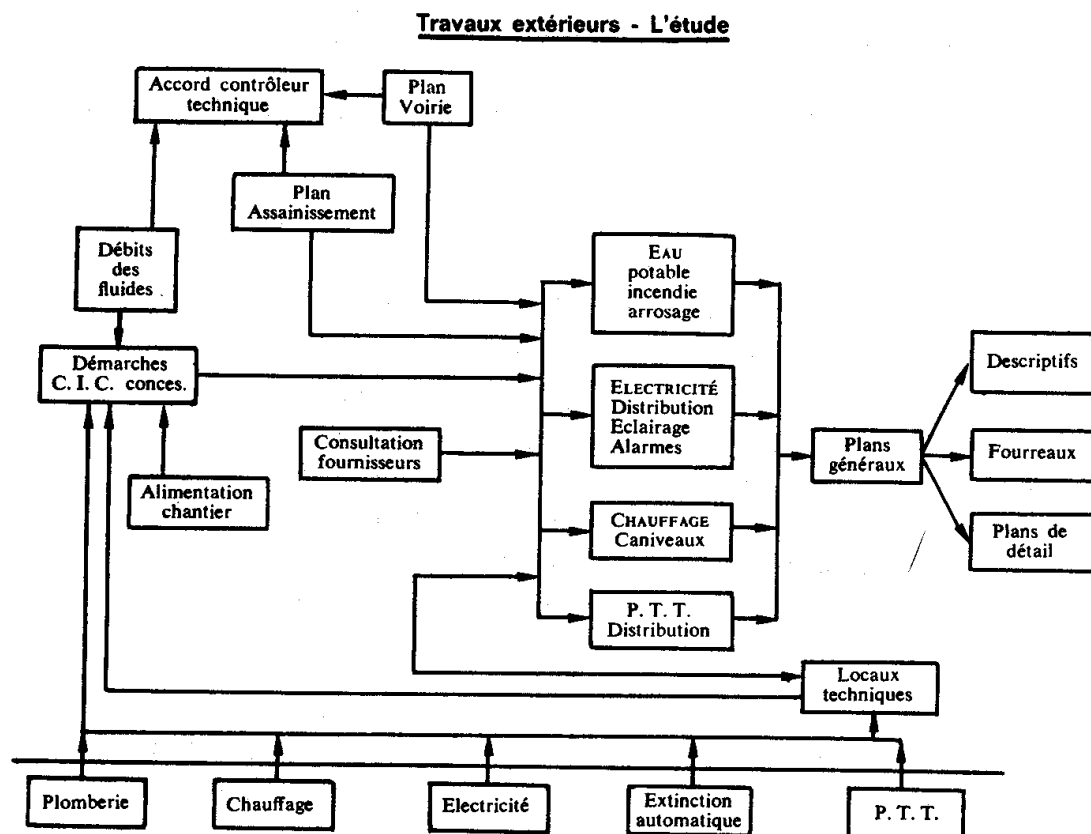 Travaux extérieurs - L'étude
Accord contrôleur
technique
Plan
Voirie
Plan
Assainissement
Débits
des
fluides
Démarches
C. I. C. conces.
Alimentation
chantier
Consultation
fournisseurs
EAU
potable
incendie
arrosage
ELECTRICITÉ
Distribution
Eclairage
Alarmes
CHAUFFAGE
Caniveaux
P. T. T.
Distribution
Plans
généraux
Descriptifs
Fourreaux
Plans de
détail
Locaux
techniques
Plomberie
Chauffage
Electricité
Extinction
automatique
P. T. T.